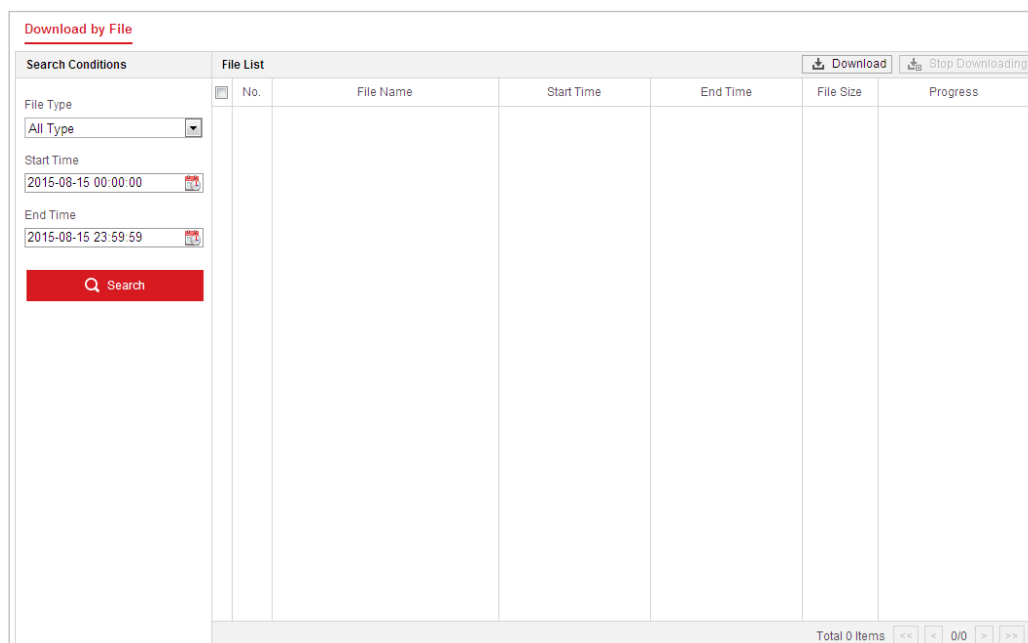 Download by File
Search Conditions
File List
Download
Stop Downloading
No.
File Name
Start Time
End Time
File Size
Progress
File Type
All Type
Start Time
2015-08-15 00:00:00
End Time
2015-08-15 23:59:59
Search
Total 0 Items << < 0/0 > >>